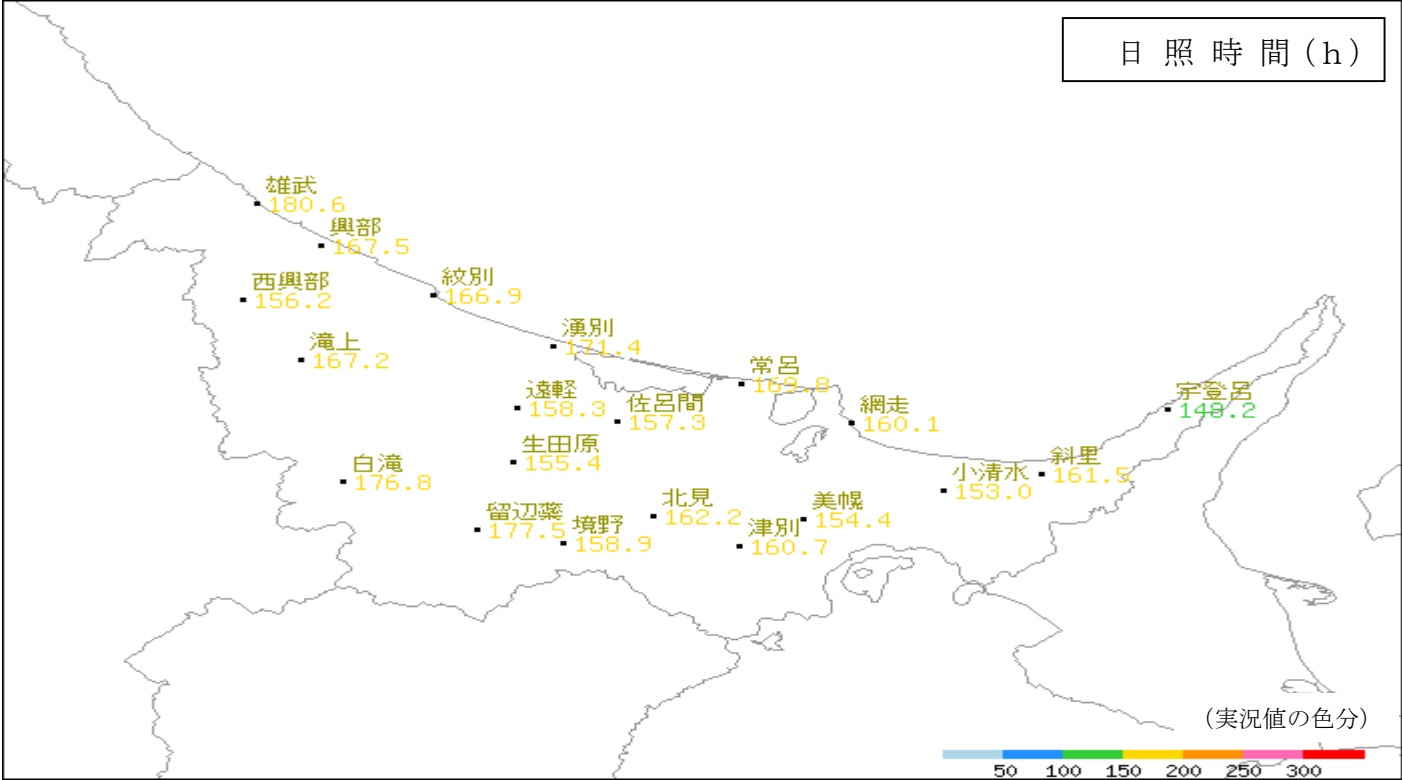 日 照 時 間 (h)
雄武
180.6
興部
167.5
西興部
156.2
紋別
166.9
滝上
167.2
湧別
171.4
常呂
169.8
遠軽
158.3
佐呂間
157.3
網走
160.1
宇登呂
148.2
生田原
155.4
白滝
176.8
斜里
161.5
小清水
153.0
留辺蘂
177.5
境野
158.9
北見
162.2
美幌
154.4
津別
160.7
(実況値の色分)
50 100 150 200 250 300